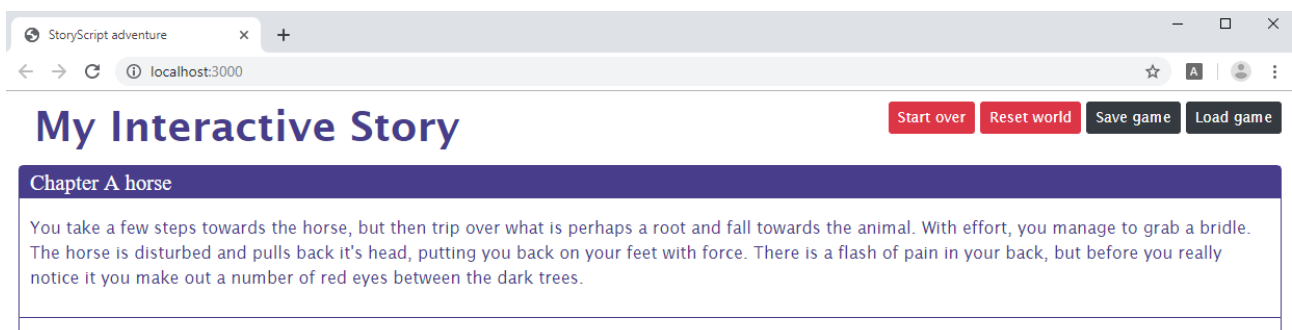 StoryScript adventure
localhost:3000
A
My Interactive Story
Start over Reset world Save game Load game
Chapter A horse
You take a few steps towards the horse, but then trip over what is perhaps a root and fall towards the animal. With effort, you manage to grab a bridle.
The horse is disturbed and pulls back it's head, putting you back on your feet with force. There is a flash of pain in your back, but before you really
notice it you make out a number of red eyes between the dark trees.